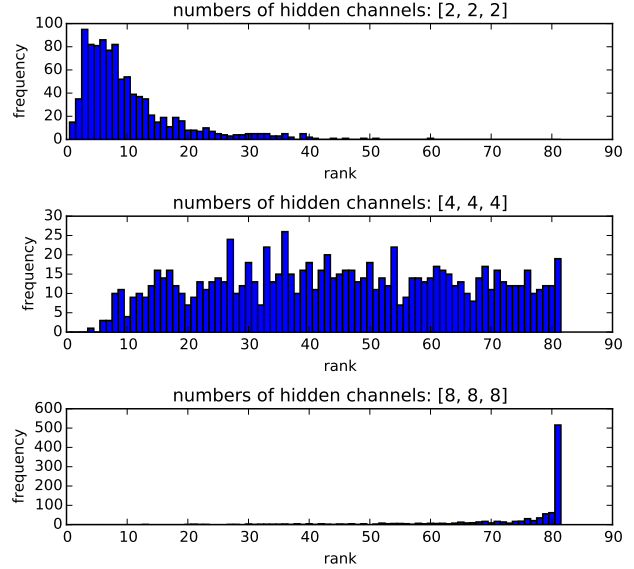 numbers of hidden channels: [2, 2, 2]
frequency
100
80
60
40
20
0
0 10 20 30 40 50 60 70 80 90
rank
numbers of hidden channels: [4, 4, 4]
frequency
30
25
20
15
10
5
0
0 10 20 30 40 50 60 70 80 90
rank
numbers of hidden channels: [8, 8, 8]
frequency
600
500
400
300
200
100
0
0 10 20 30 40 50 60 70 80 90
rank